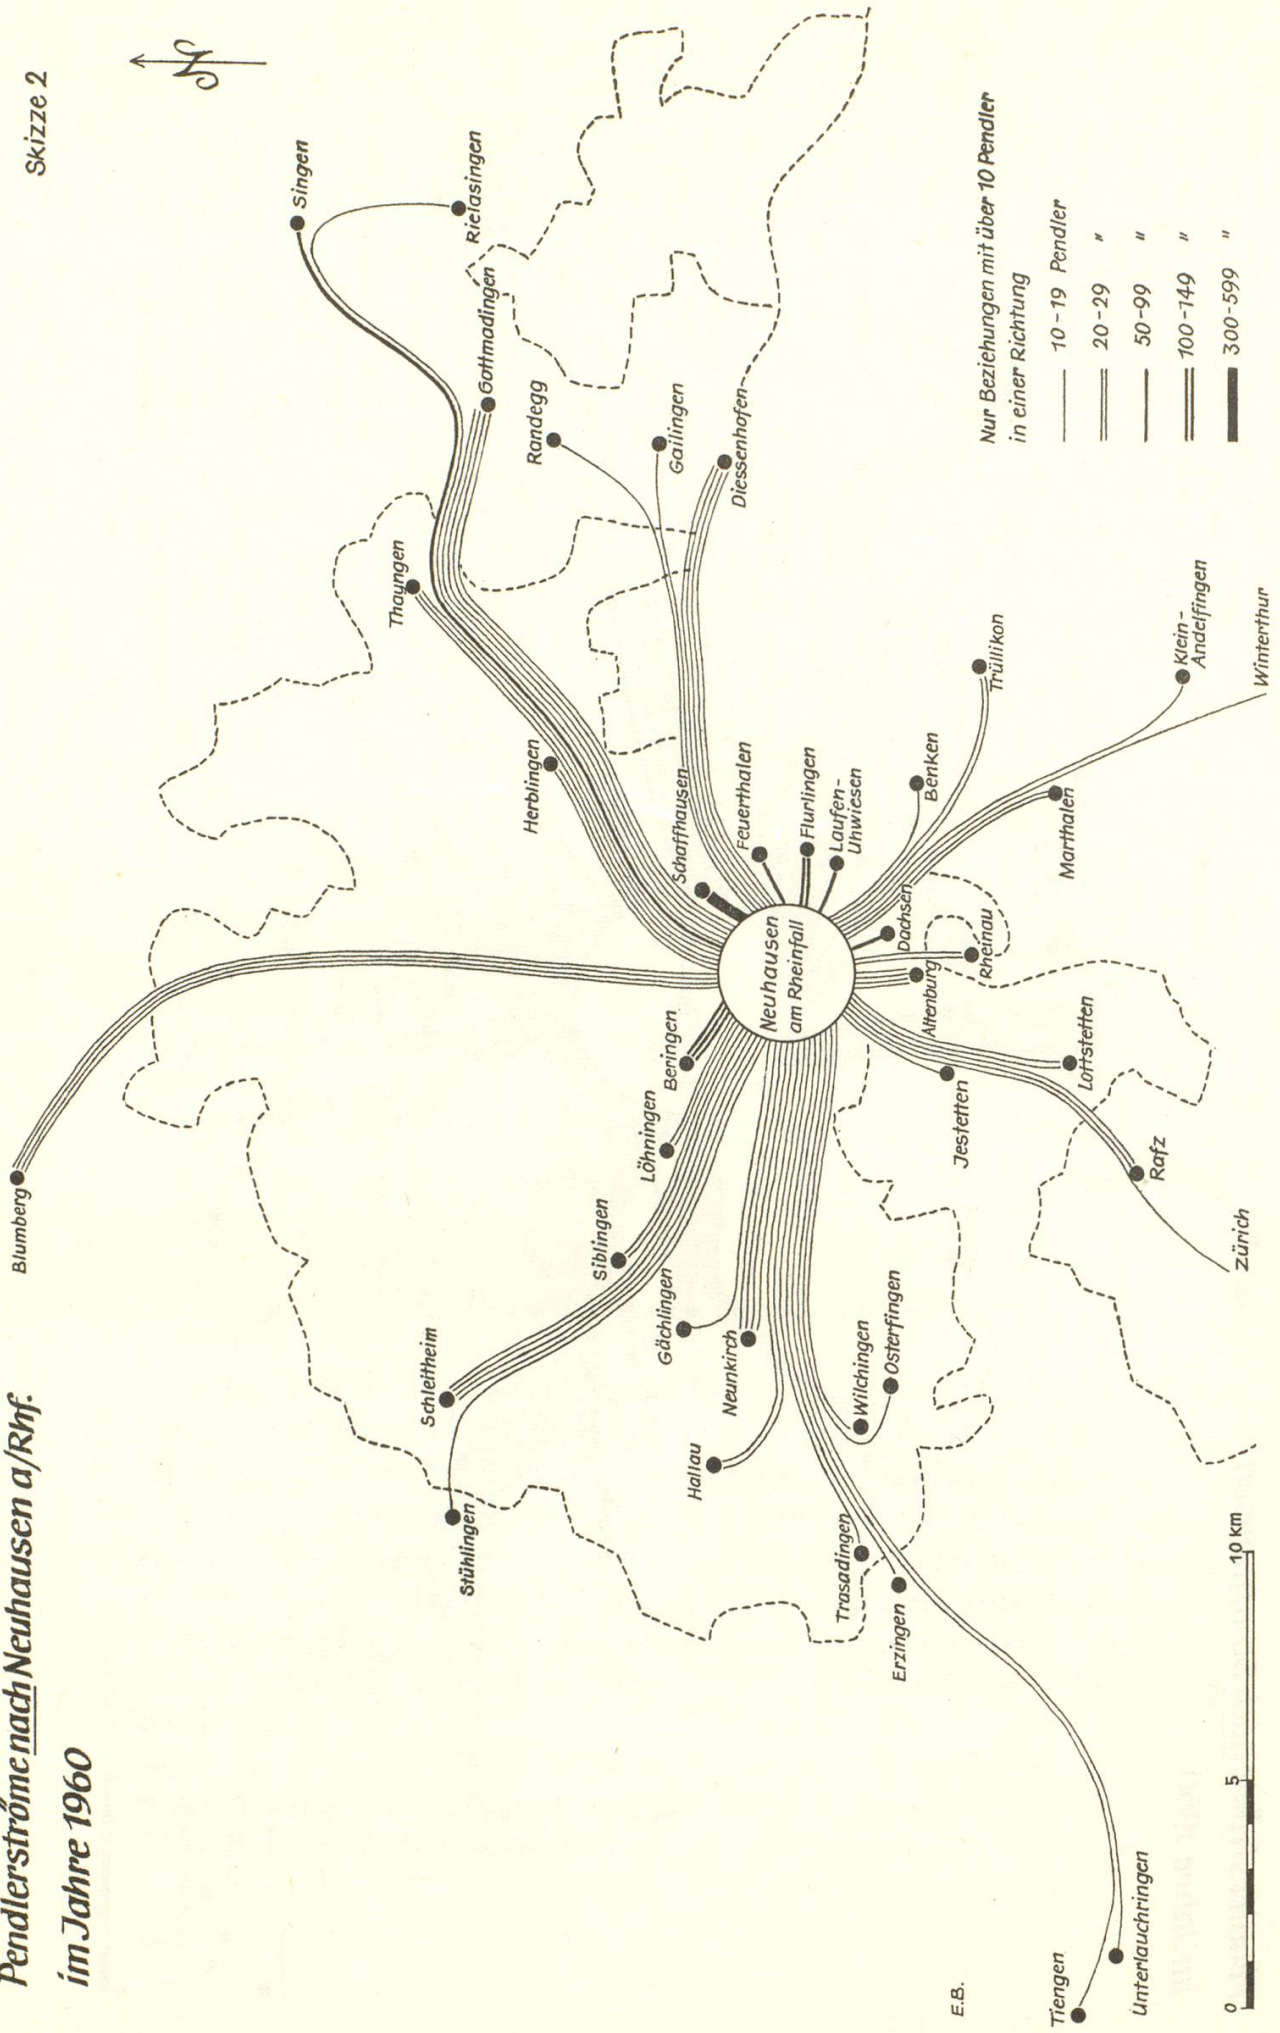 Pendlerströme nach Neuhausen a/Rhf.
im Jahre 1960
Skizze 2
N
Blumberg
Singen
Rielasingen
Gottmadingen
Randegg
Gailingen
Diessenhofen
Thayngen
Herblingen
Schaffhausen
Feuerthalen
Flurlingen
Laufen-
Uhwiesen
Benken
Trüllikon
Klein-
Andelfingen
Winterthur
Marthalen
Dachsen
Rheinau
Altenburg
Lottstetten
Jestetten
Rafz
Zürich
Neuhausen
am Rheinfall
Beringen
Löhningen
Siblingen
Schleitheim
Stühlingen
Gächlingen
Neunkirch
Hallau
Wilchingen
Osterfingen
Trasadingen
Erzingen
Tiengen
Unterlauchringen
Nur Beziehungen mit über 10 Pendler
in einer Richtung
10-19 Pendler
20-29 "
50-99 "
100-149 "
300-599 "
E.B.
0 5 10 km